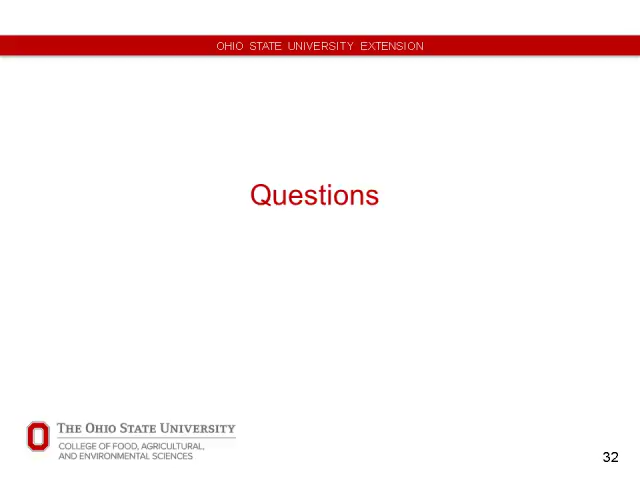 OHIO STATE UNIVERSITY EXTENSION
Questions
THE OHIO STATE UNIVERSITY
COLLEGE OF FOOD, AGRICULTURAL,
AND ENVIRONMENTAL SCIENCES
32